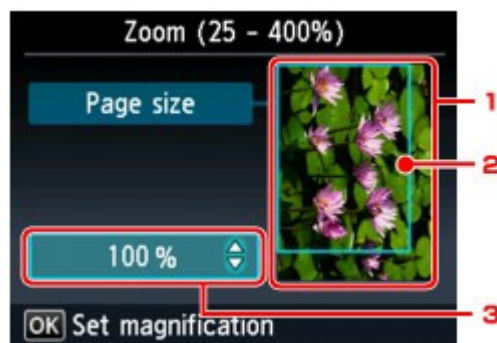 Zoom (25 - 400%)
Page size
1
2
100 %
3
OK Set magnification